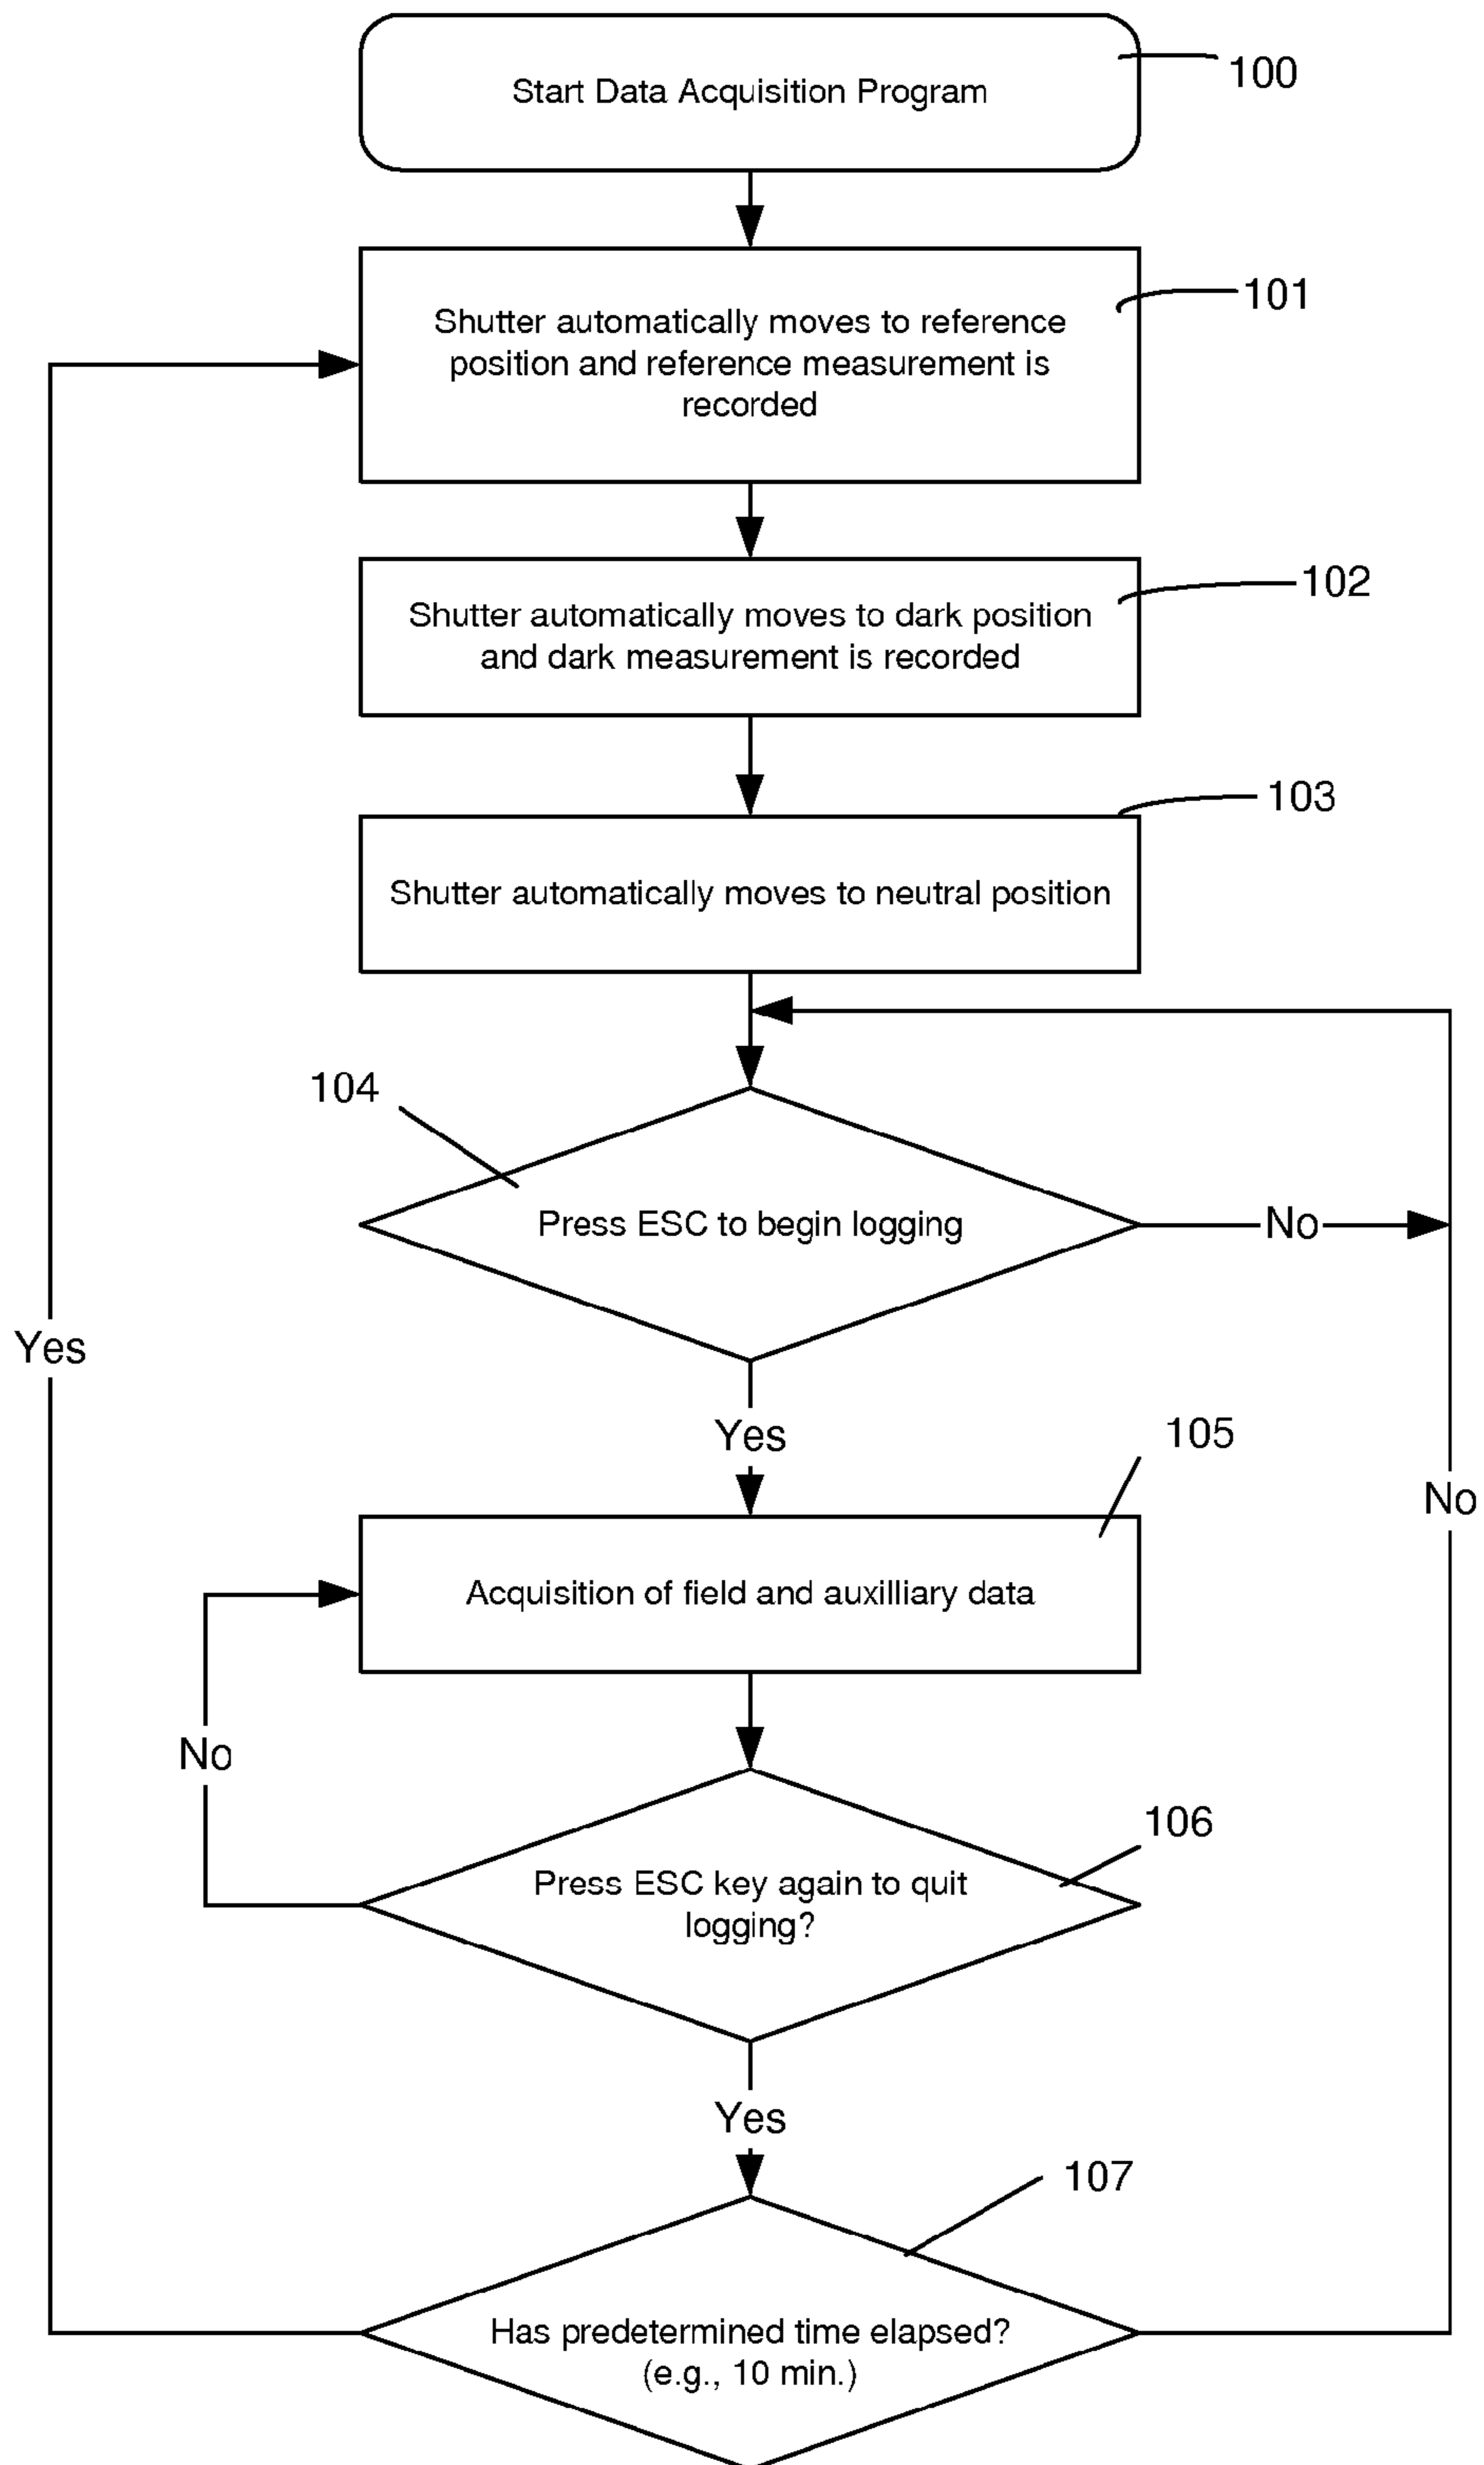 Start Data Acquisition Program
100
Shutter automatically moves to reference
position and reference measurement is
recorded
101
Shutter automatically moves to dark position
and dark measurement is recorded
102
103
Shutter automatically moves to neutral position
104
Press ESC to begin logging
No
Yes
Yes
105
No
Acquisition of field and auxilliary data
No
106
Press ESC key again to quit
logging?
Yes
107
Has predetermined time elapsed?
(e.g., 10 min.)